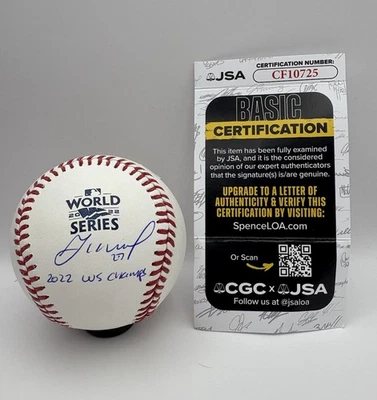 WORLD
2022
SERIES
27
2022 WS CHAMPS
JSA
CERTIFICATION NUMBER:
CF10725
BASIC
CERTIFICATION
This item has been fully examined
by JSA, and it is the considered
opinion of our expert authenticators
that the signature(s) is/are genuine.
UPGRADE TO A LETTER OF
AUTHENTICITY & VERIFY THIS
CERTIFICATION BY VISITING:
SpenceLOA.com
Or Scan
CGC x JSA
Follow us at @jsaloa